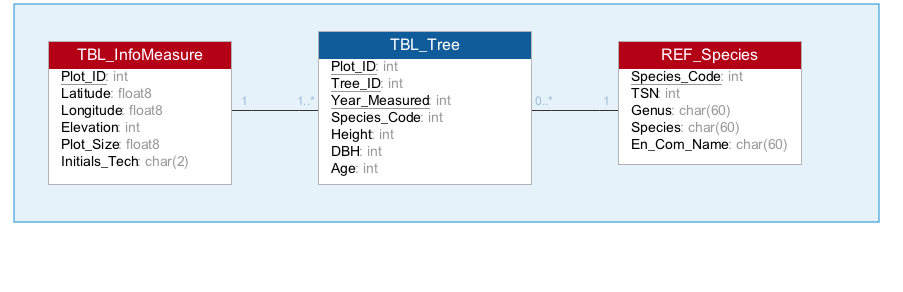 TBL_InfoMeasure
Plot_ID: int
Latitude: float8
Longitude: float8
Elevation: int
Plot_Size: float8
Initials_Tech: char(2)
1
1..*
TBL_Tree
Plot_ID: int
Tree_ID: int
Year_Measured: int
Species_Code: int
Height: int
DBH: int
Age: int
0..*
1
REF_Species
Species_Code: int
TSN: int
Genus: char(60)
Species: char(60)
En_Com_Name: char(60)